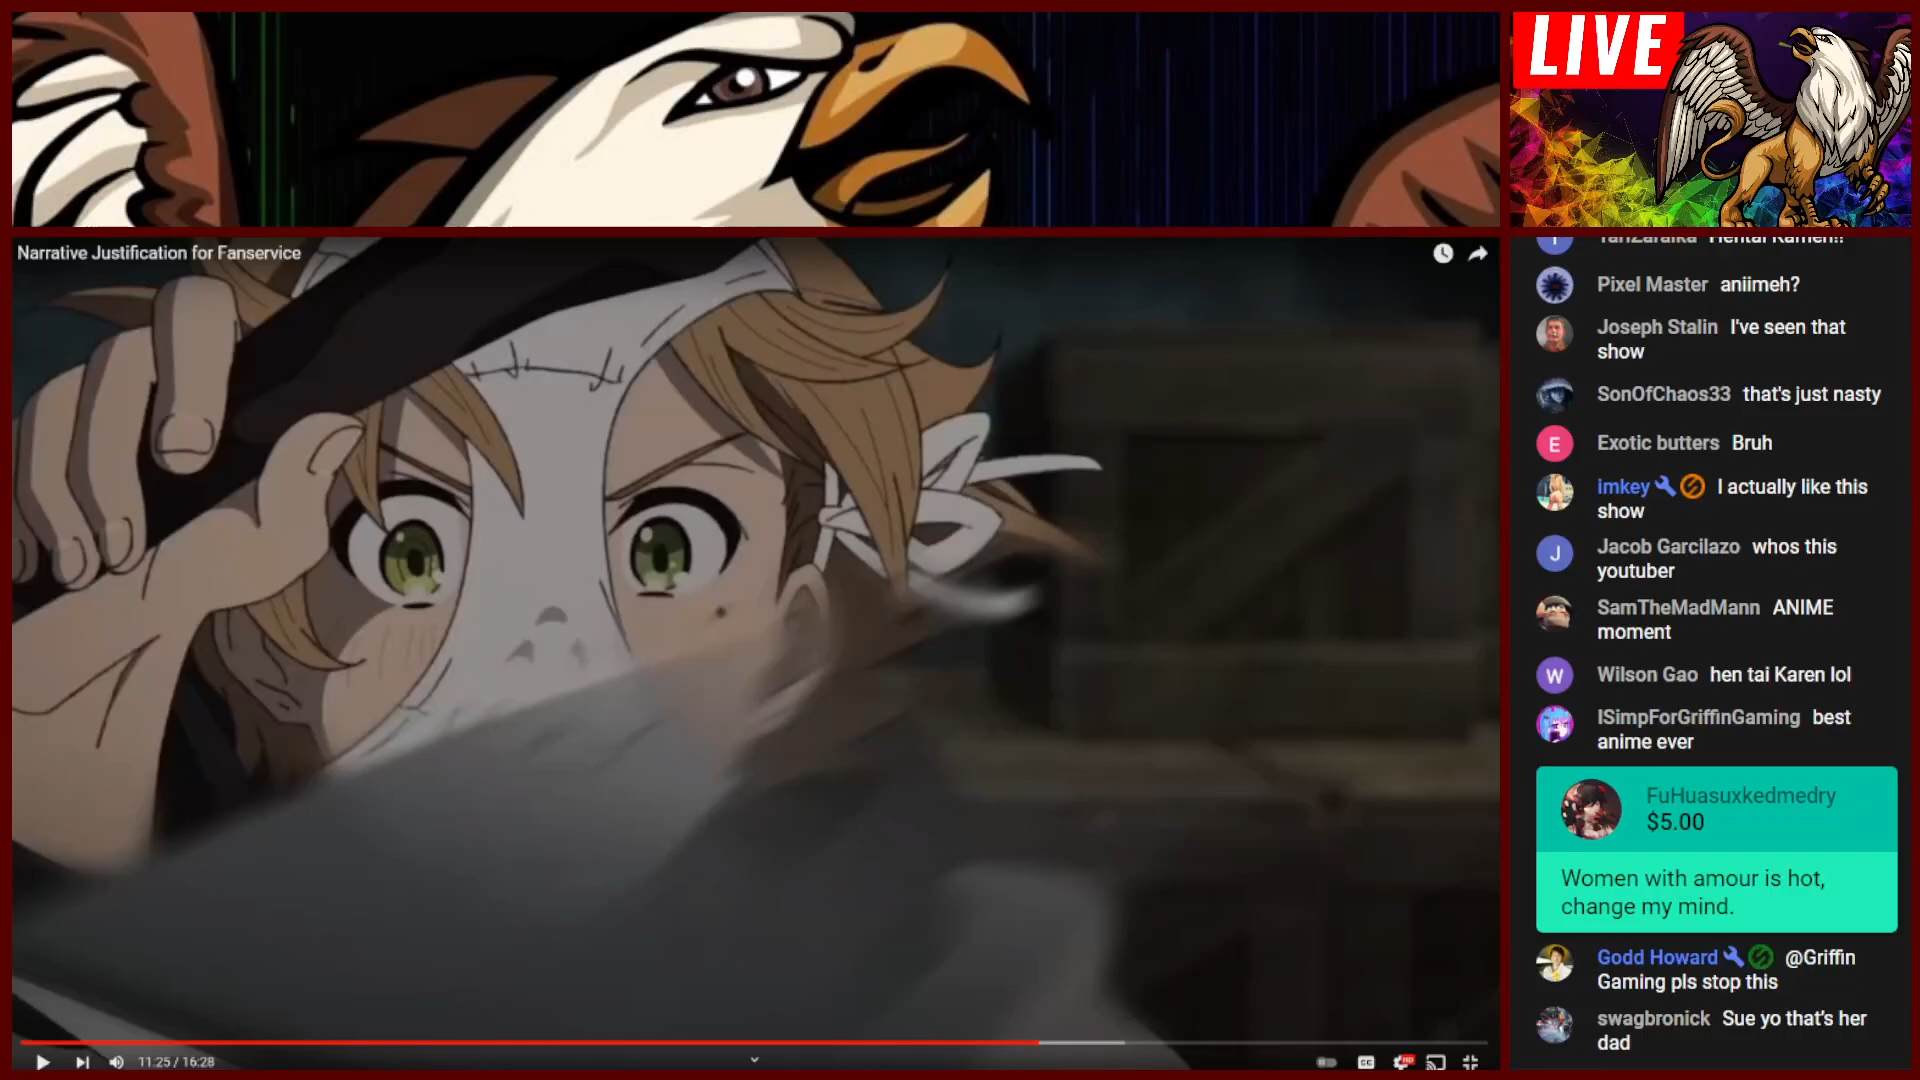 LIVE
Narrative Justification for Fanservice
Pixel Master aniimeh?
Joseph Stalin I've seen that
show
SonOfChaos33 that's just nasty
E
Exotic butters Bruh
imkey I actually like this
show
J
Jacob Garcilazo whos this
youtuber
SamTheMadMann ANIME
moment
W
Wilson Gao hen tai Karen lol
ISimpForGriffinGaming best
anime ever
FuHuasuxkedmedry
$5.00
Women with amour is hot,
change my mind.
Godd Howard @Griffin
Gaming pls stop this
swagbronick Sue yo that's her
dad
11:25 / 16:28
CC
HD